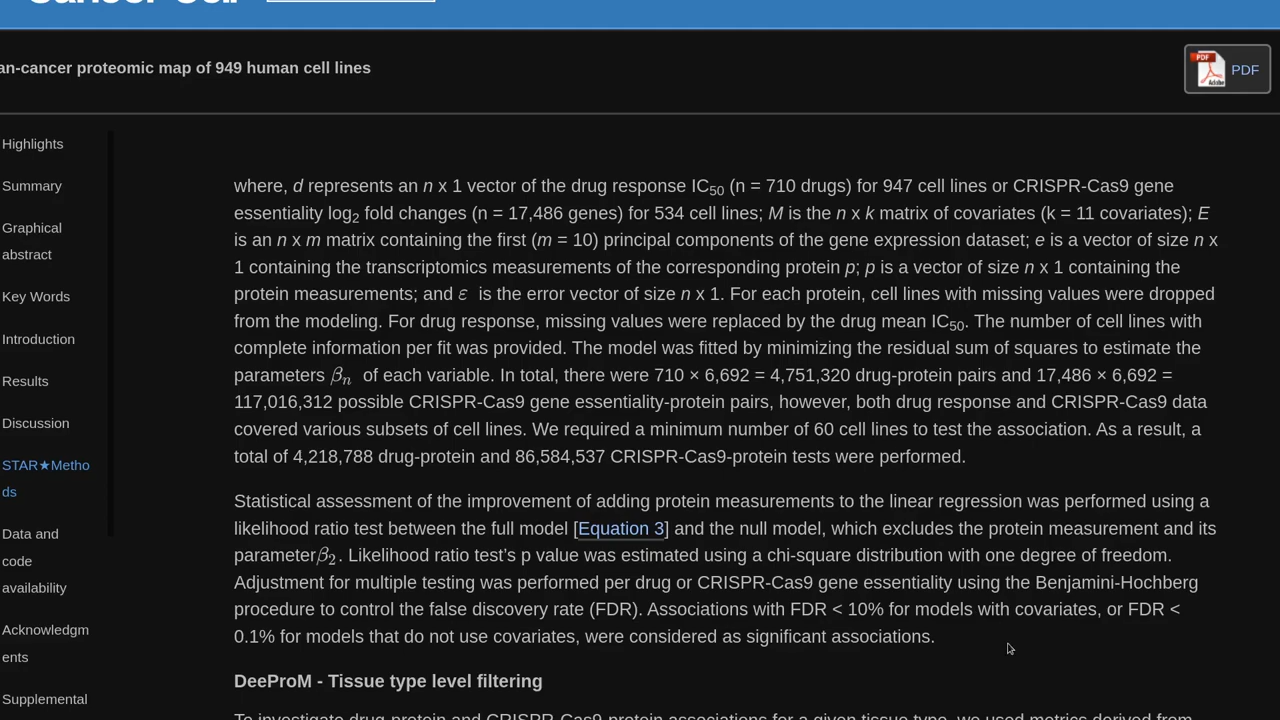 an-cancer proteomic map of 949 human cell lines
PDF
Highlights
Summary
Graphical
abstract
Key Words
Introduction
Results
Discussion
STAR★Metho
ds
Data and
code
availability
Acknowledgm
ents
Supplemental
where, d represents an n x 1 vector of the drug response IC50 (n = 710 drugs) for 947 cell lines or CRISPR-Cas9 gene
essentiality log2 fold changes (n = 17,486 genes) for 534 cell lines; M is the n x k matrix of covariates (k = 11 covariates); E
is an n x m matrix containing the first (m = 10) principal components of the gene expression dataset; e is a vector of size n x
1 containing the transcriptomics measurements of the corresponding protein p; p is a vector of size n x 1 containing the
protein measurements; and ε is the error vector of size n x 1. For each protein, cell lines with missing values were dropped
from the modeling. For drug response, missing values were replaced by the drug mean IC50. The number of cell lines with
complete information per fit was provided. The model was fitted by minimizing the residual sum of squares to estimate the
parameters βn of each variable. In total, there were 710 × 6,692 = 4,751,320 drug-protein pairs and 17,486 × 6,692 =
117,016,312 possible CRISPR-Cas9 gene essentiality-protein pairs, however, both drug response and CRISPR-Cas9 data
covered various subsets of cell lines. We required a minimum number of 60 cell lines to test the association. As a result, a
total of 4,218,788 drug-protein and 86,584,537 CRISPR-Cas9-protein tests were performed.
Statistical assessment of the improvement of adding protein measurements to the linear regression was performed using a
likelihood ratio test between the full model [Equation 3] and the null model, which excludes the protein measurement and its
parameterβ2. Likelihood ratio test’s p value was estimated using a chi-square distribution with one degree of freedom.
Adjustment for multiple testing was performed per drug or CRISPR-Cas9 gene essentiality using the Benjamini-Hochberg
procedure to control the false discovery rate (FDR). Associations with FDR < 10% for models with covariates, or FDR <
0.1% for models that do not use covariates, were considered as significant associations.
DeeProM - Tissue type level filtering
To investigate drug-protein and CRISPR-Cas9-protein associations for a given tissue type, we used metrics derived from